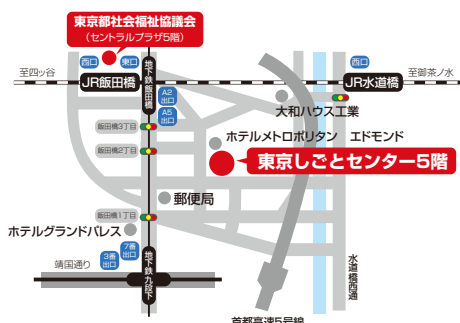 東京都社会福祉協議会
(セントラルプラザ5階)
西口
東口
至四ッ谷
JR飯田橋
地下鉄飯田橋
A2
出口
A5
出口
西口
至御茶ノ水
JR水道橋
大和ハウス工業
飯田橋3丁目
ホテルメトロポリタン エドモンド
飯田橋2丁目
東京しごとセンター5階
郵便局
飯田橋1丁目
ホテルグランドパレス
7番
出口
3番
出口
靖国通り
地下鉄九段下
水道橋西通
首都高速5号線